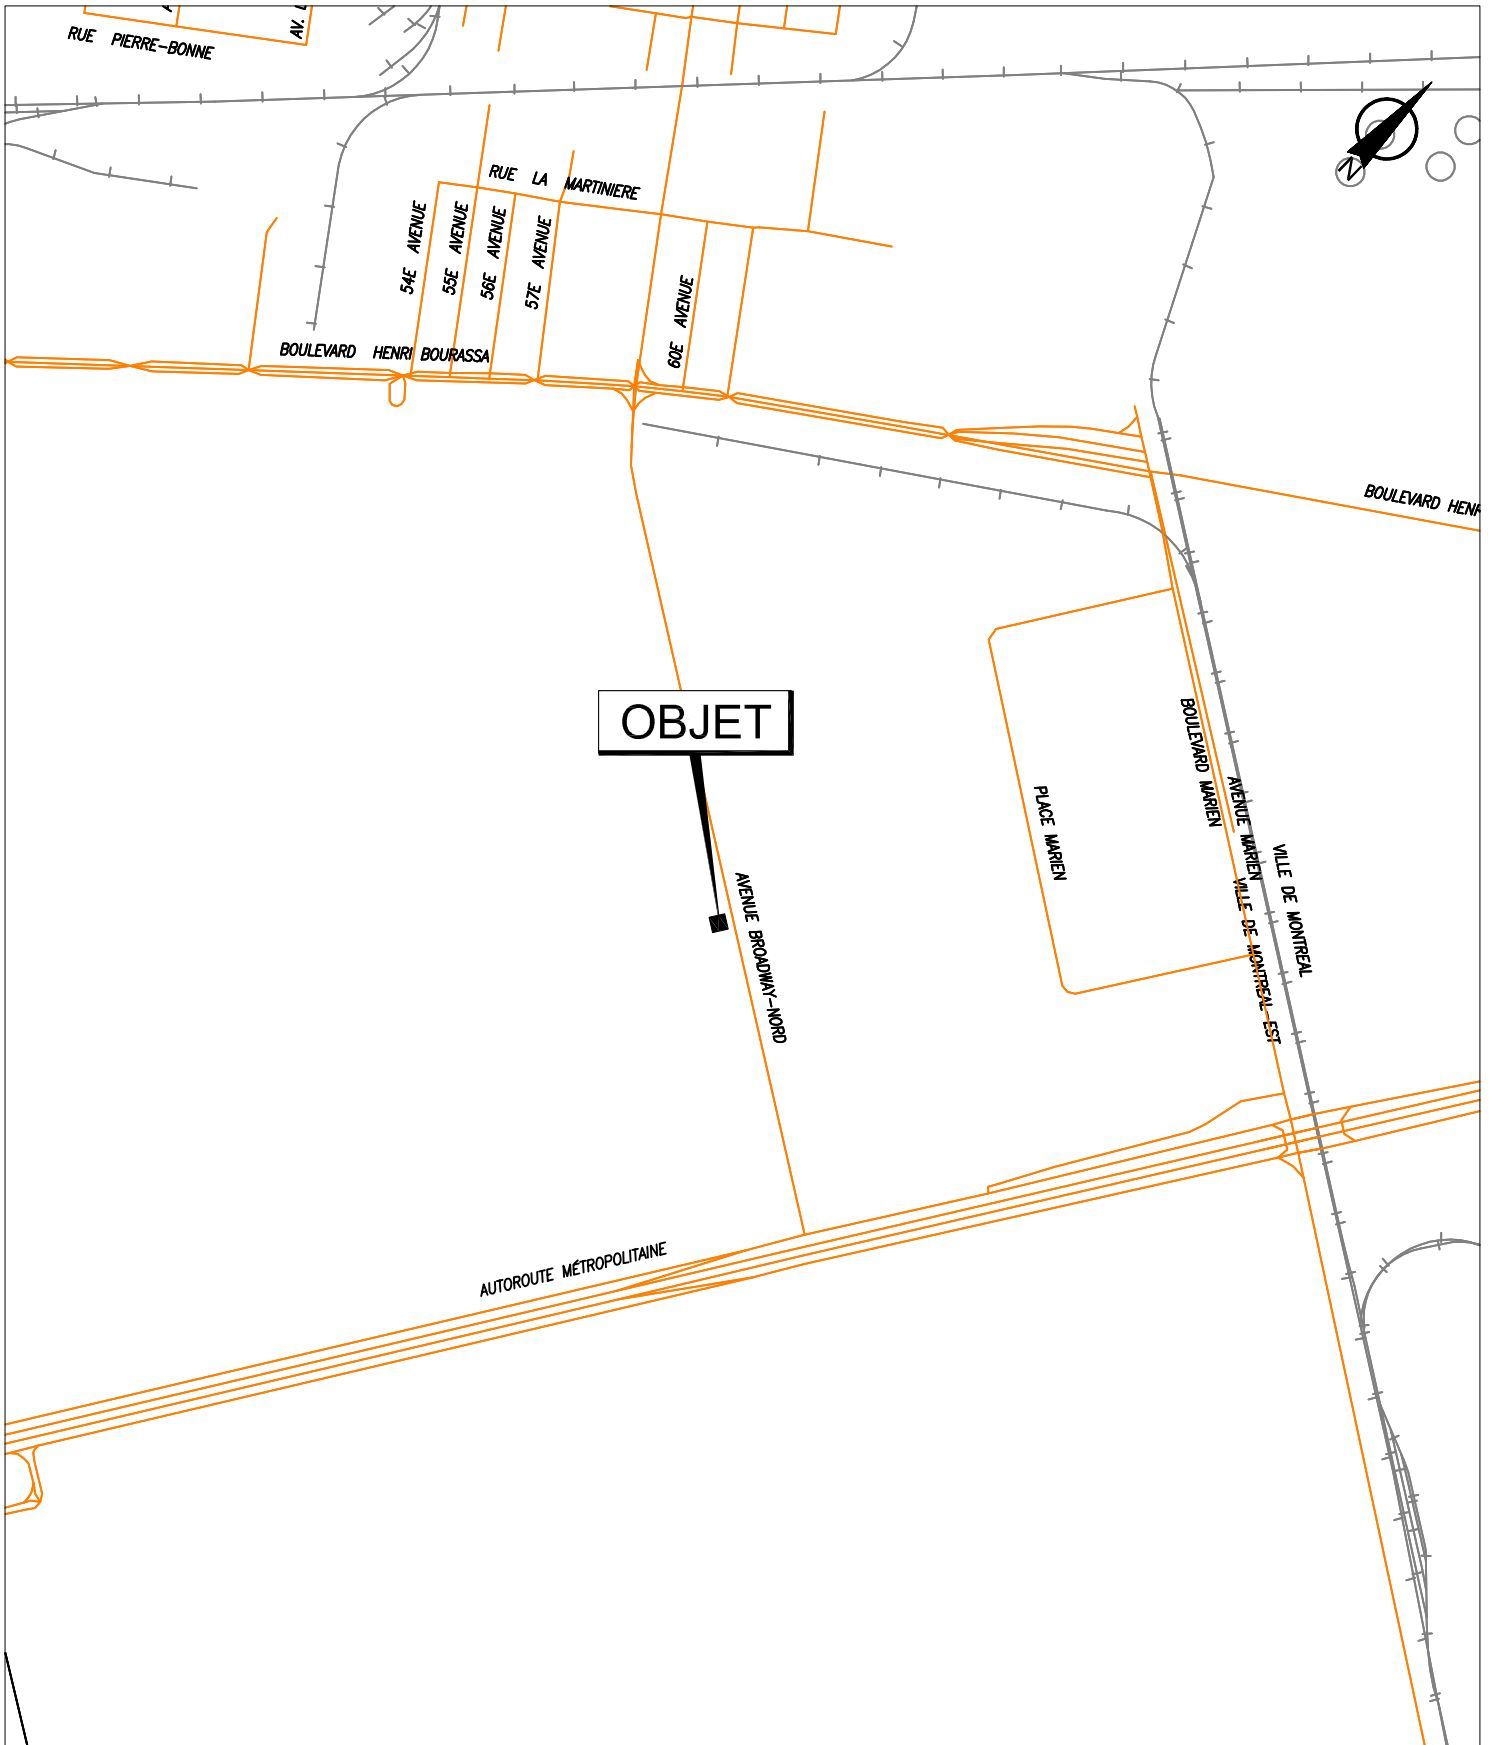 RUE PIERRE-BONNE
AV.
RUE LA MARTINIERE
54E AVENUE
55E AVENUE
56E AVENUE
57E AVENUE
60E AVENUE
N
BOULEVARD HENRI BOURASSA
BOULEVARD HENR
OBJET
BOULEVARD MARIEN
AVENUE MARIEN
PLACE MARIEN
VILLE DE MONTREAL
VILLE DE MONTREAL-EST
AVENUE BROADWAY-NORD
AUTOROUTE MÉTROPOLITAINE